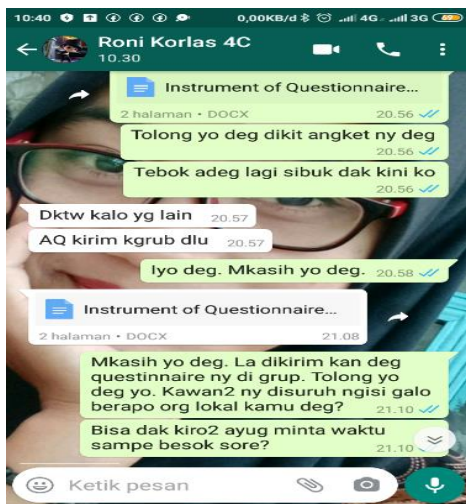 10:40 0,00KB/d 4G 3G
Roni Korlas 4C
10.30
Instrument of Questionnaire...
2 halaman • DOCX 20.56
Tolong yo deg dikit angket ny deg
20.56
Tebok adeg lagi sibuk dak kini ko
20.56
Dktw kalo yg lain 20.57
AQ kirim kgrub dlu 20.57
Iyo deg. Mkasih yo deg. 20.58
Instrument of Questionnaire...
2 halaman • DOCX 21.08
Mkasih yo deg. La dikirim kan deg
questinnaire ny di grup. Tolong yo
deg yo. Kawan2 ny disuruh ngisi galo
berapo org lokal kamu deg? 21.10
Bisa dak kiro2 ayug minta waktu
sampe besok sore? 21.10
Ketik pesan